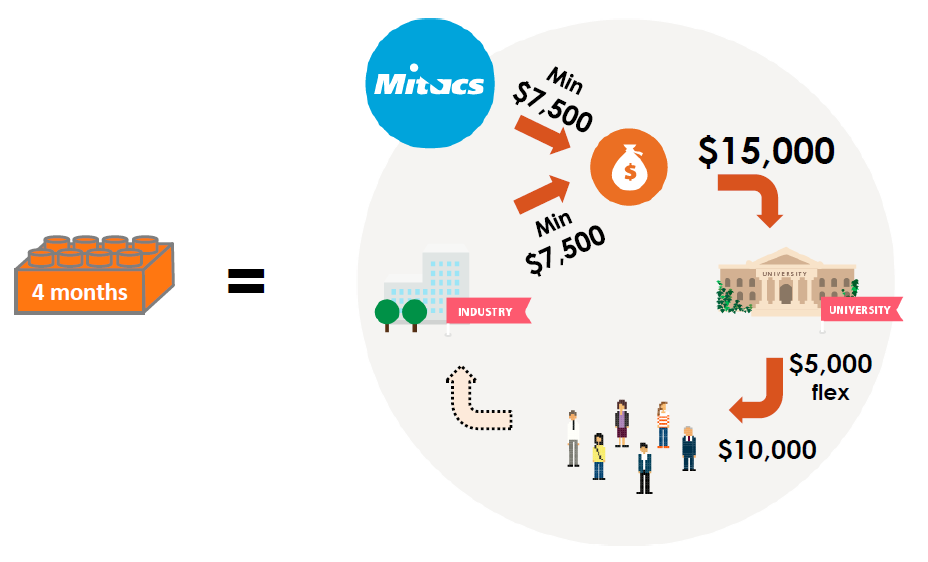 Mitacs
Min
$7,500
$
$15,000
Min
$7,500
4 months
=
INDUSTRY
UNIVERSITY
UNIVERSITY
$5,000
flex
$10,000